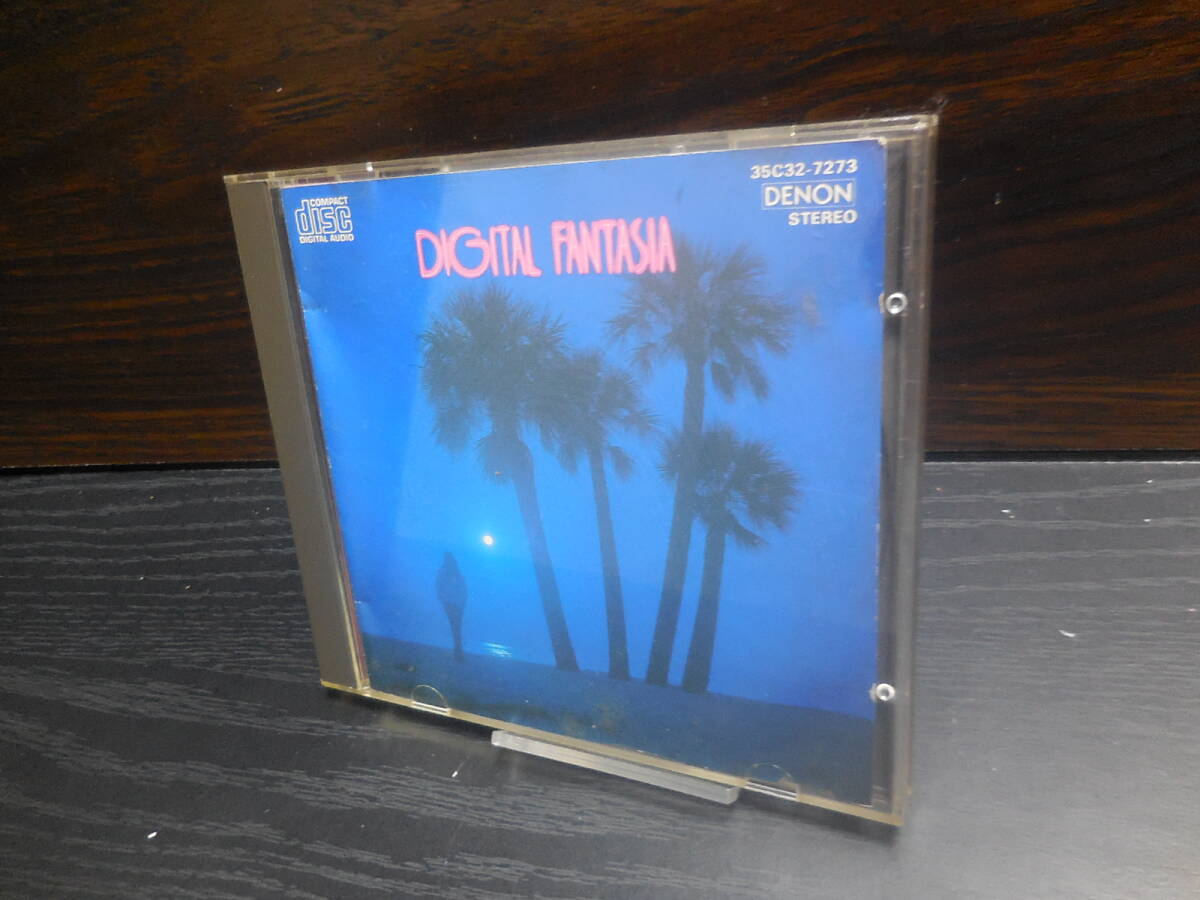 COMPACT
disc
DIGITAL AUDIO
35C32-7273
DENON
STEREO
DIGITAL FANTASIA